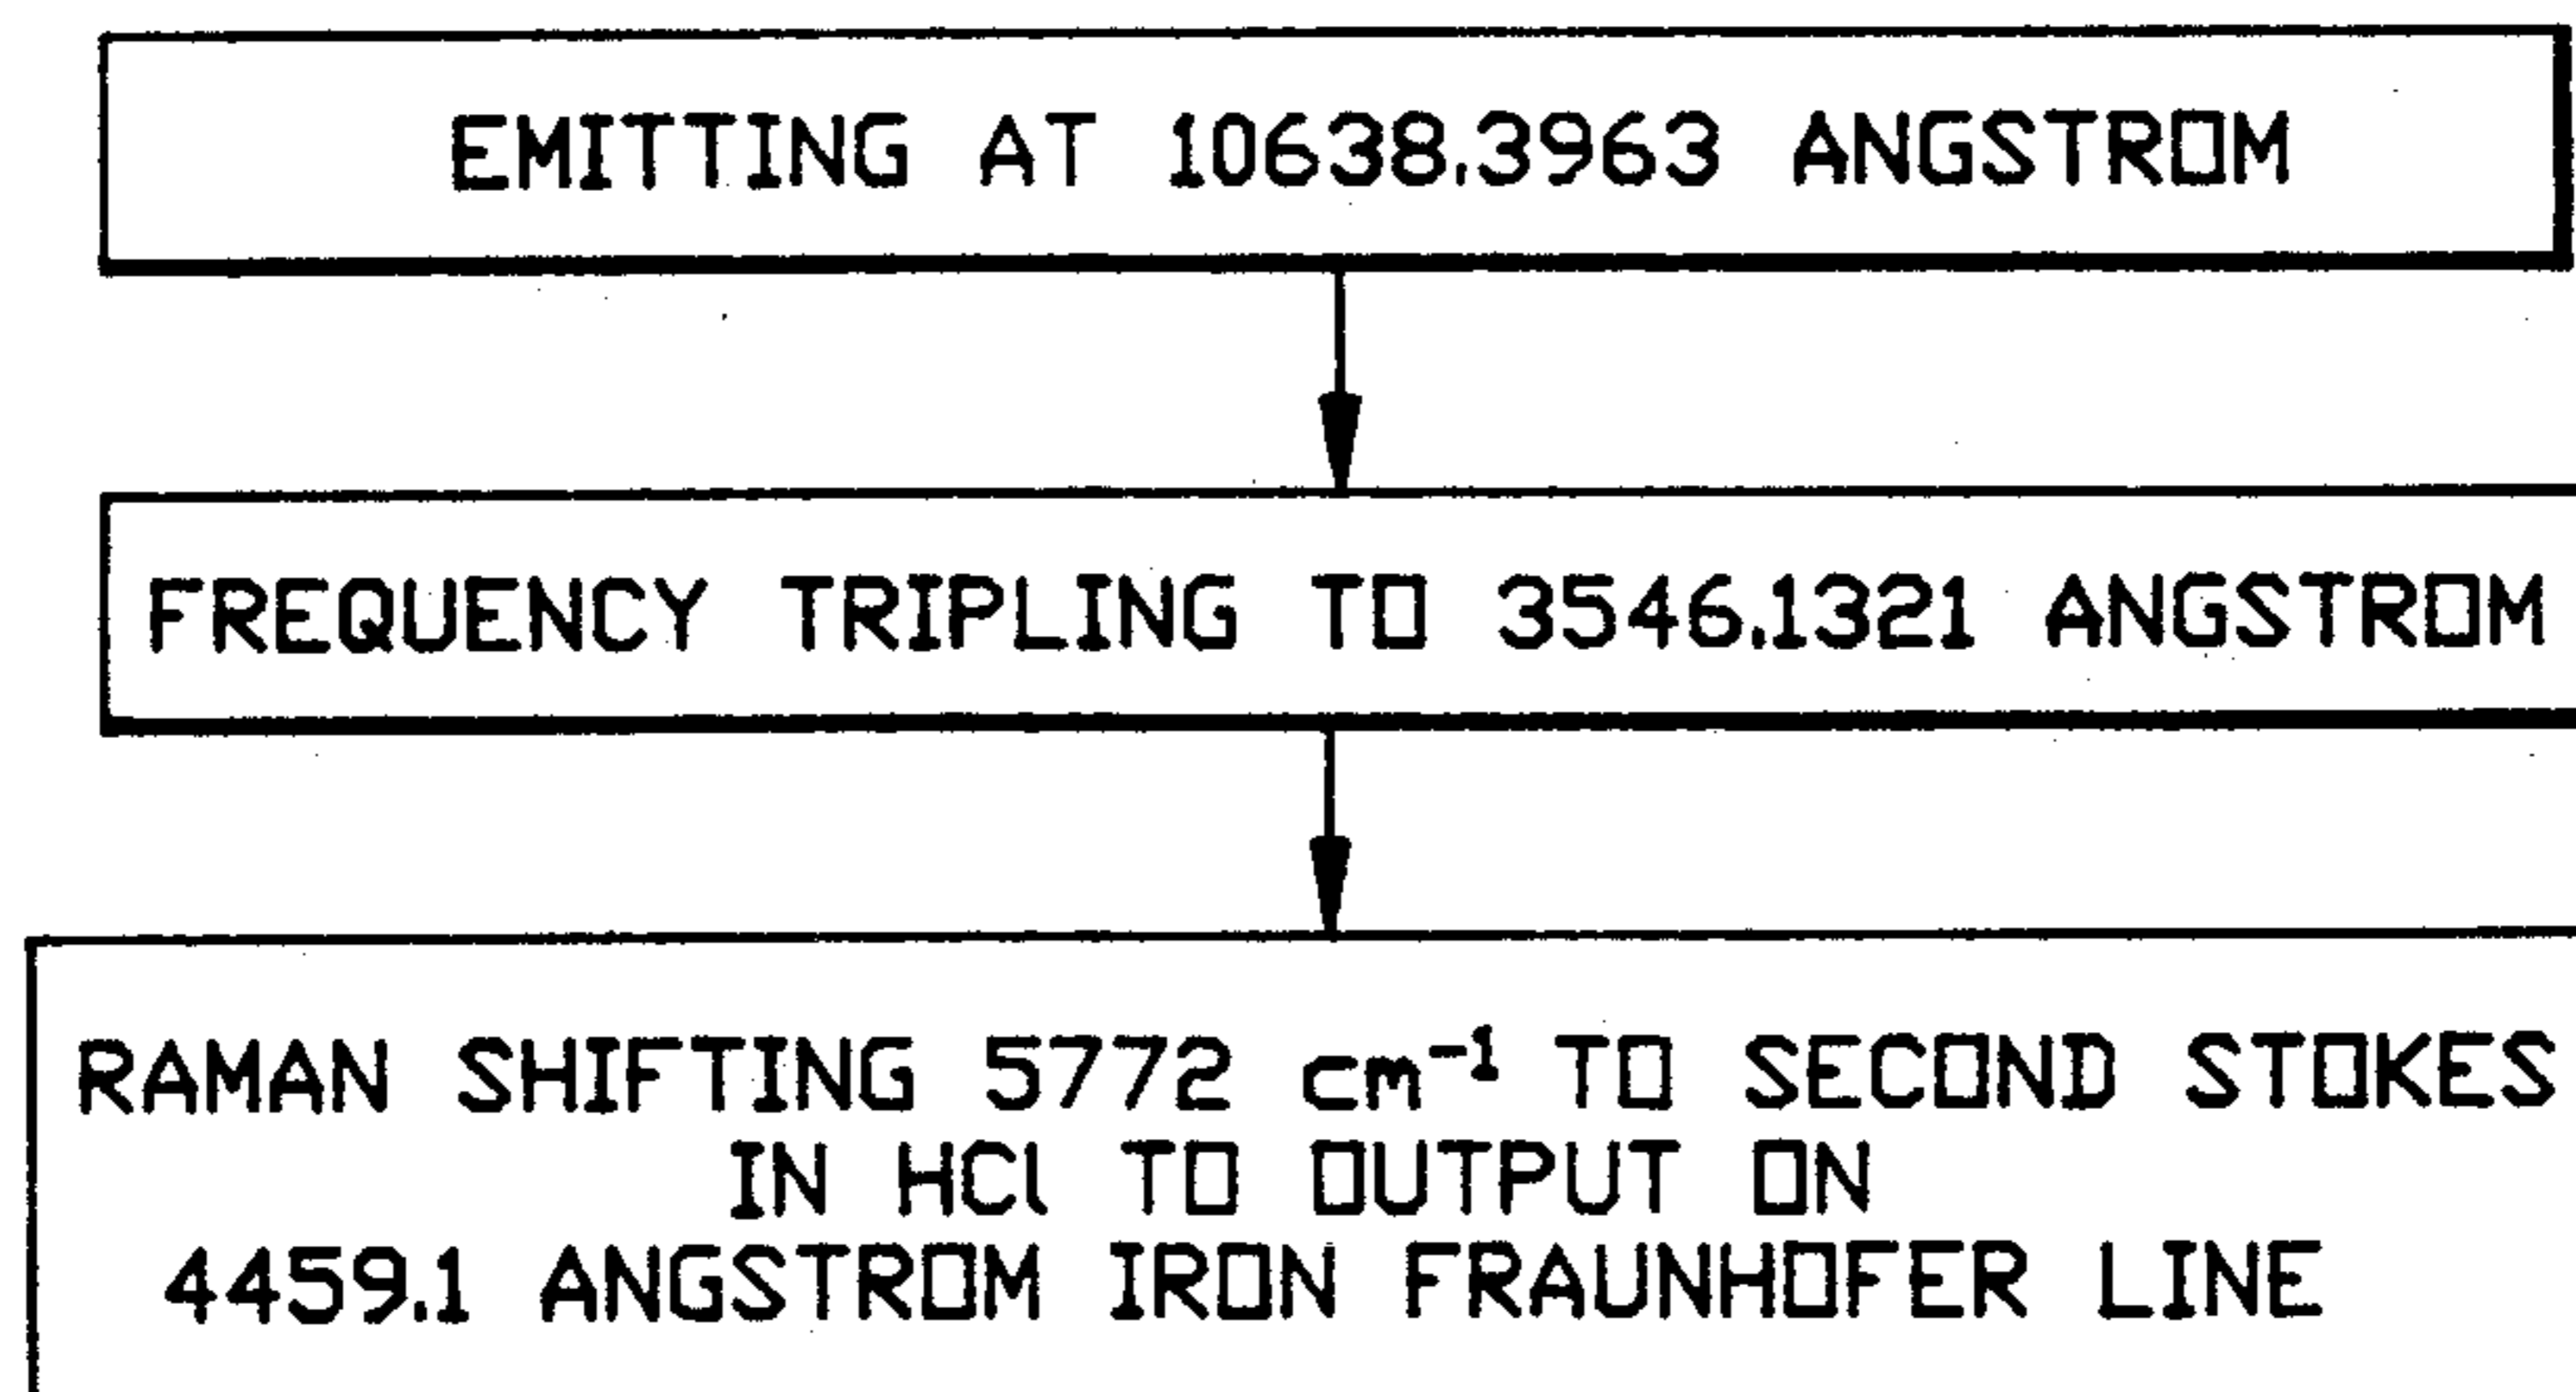 EMITTING AT 10638.3963 ANGSTROM
FREQUENCY TRIPLING TO 3546.1321 ANGSTROM
RAMAN SHIFTING 5772 cm⁻¹ TO SECOND STOKES
IN HCl TO OUTPUT ON
4459.1 ANGSTROM IRON FRAUNHOFER LINE